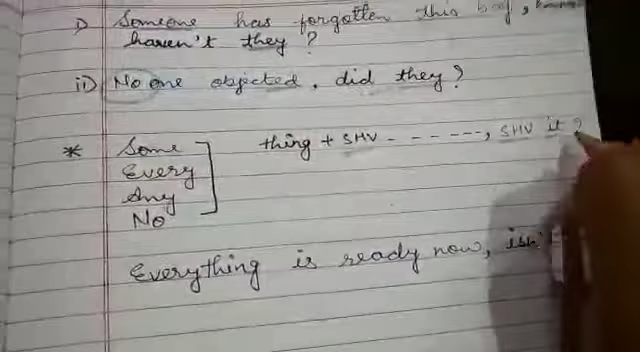 i) Someone has forgotten this bag,
haven't they?
ii) No one objected, did they?
* Some thing + SHV - - - - - -, SHV it?
Every
Any
No
Everything is ready now, isn't